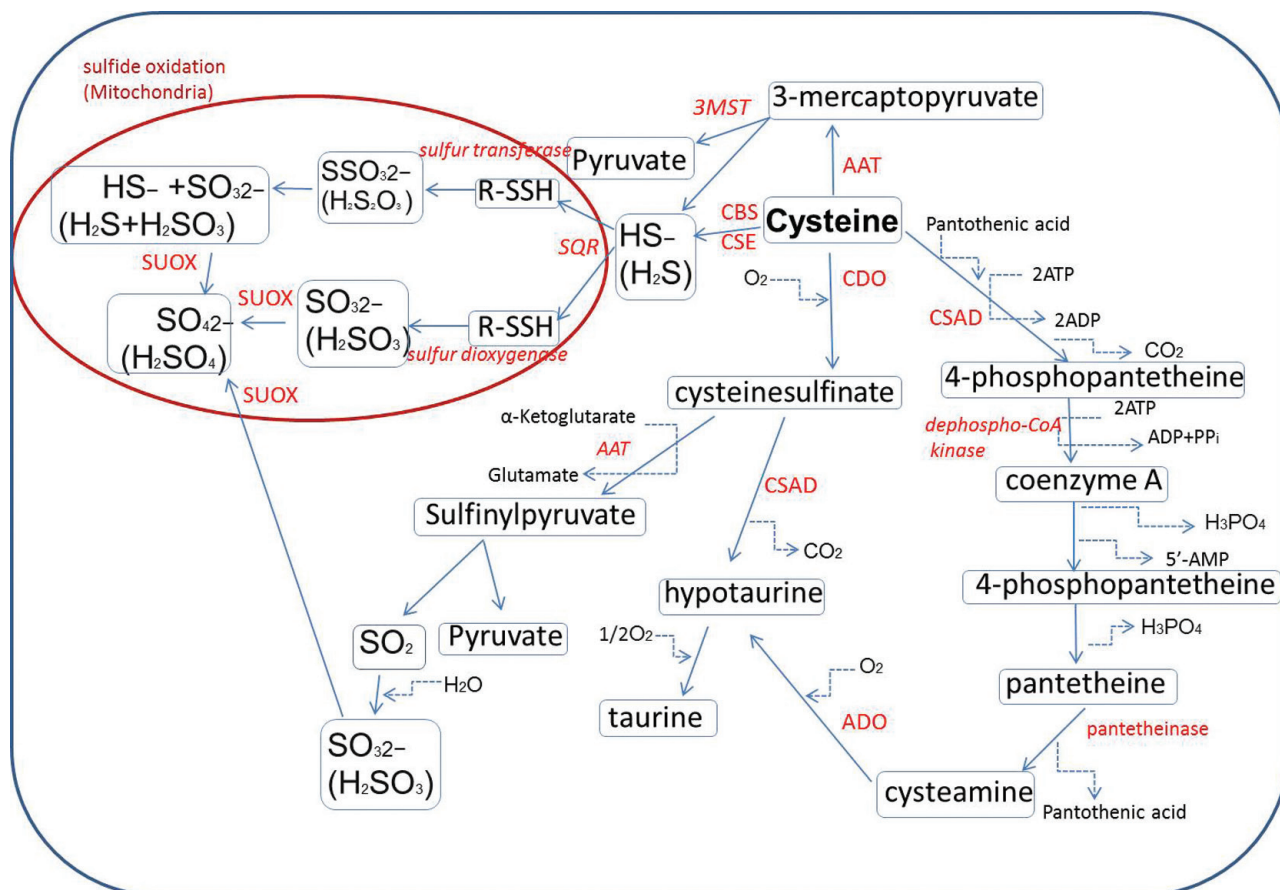 sulfide oxidation
(Mitochondria)
3-mercaptopyruvate
3MST
sulfur transferase
Pyruvate
AAT
SSO32−
(H2S2O3)
R-SSH
HS− +SO32−
(H2S+H2SO3)
CBS
CSE
Cysteine
Pantothenic acid
SQR
HS−
(H2S)
O2
CDO
2ATP
SUOX
SUOX
SO32−
(H2SO3)
R-SSH
SO42−
(H2SO4)
sulfur dioxygenase
CSAD
2ADP
CO2
SUOX
cysteinesulfinate
4-phosphopantetheine
α-Ketoglutarate
2ATP
dephospho-CoA
kinase
ADP+PPi
AAT
Glutamate
CSAD
coenzyme A
Sulfinylpyruvate
H3PO4
CO2
5’-AMP
4-phosphopantetheine
hypotaurine
SO2
Pyruvate
1/2O2
H3PO4
H2O
O2
pantetheine
taurine
ADO
pantetheinase
SO32−
(H2SO3)
cysteamine
Pantothenic acid